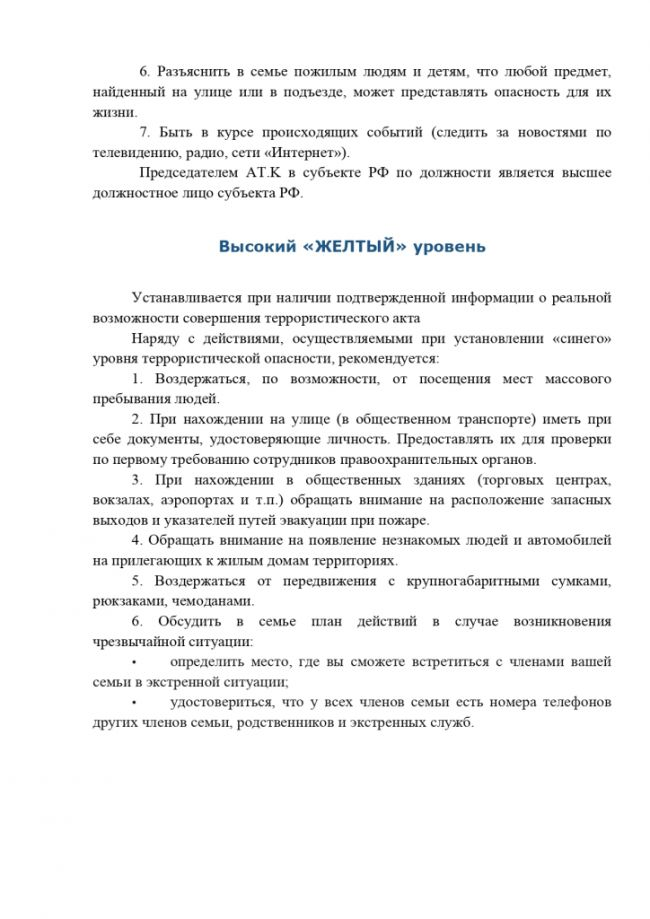 6. Разъяснить в семье пожилым людям и детям, что любой предмет,
найденный на улице или в подъезде, может представлять опасность для их
жизни.
7. Быть в курсе происходящих событий (следить за новостями по
телевидению, радио, сети «Интернет»).
Председателем АТ.К в субъекте РФ по должности является высшее
должностное лицо субъекта РФ.
Высокий «ЖЕЛТЫЙ» уровень
Устанавливается при наличии подтвержденной информации о реальной
возможности совершения террористического акта
Наряду с действиями, осуществляемыми при установлении «синего»
уровня террористической опасности, рекомендуется:
1. Воздержаться, по возможности, от посещения мест массового
пребывания людей.
2. При нахождении на улице (в общественном транспорте) иметь при
себе документы, удостоверяющие личность. Предоставлять их для проверки
по первому требованию сотрудников правоохранительных органов.
3. При нахождении в общественных зданиях (торговых центрах,
вокзалах, аэропортах и т.п.) обращать внимание на расположение запасных
выходов и указателей путей эвакуации при пожаре.
4. Обращать внимание на появление незнакомых людей и автомобилей
на прилегающих к жилым домам территориях.
5. Воздержаться от передвижения с крупногабаритными сумками,
рюкзаками, чемоданами.
6. Обсудить в семье план действий в случае возникновения
чрезвычайной ситуации:
• определить место, где вы сможете встретиться с членами вашей
семьи в экстренной ситуации;
• удостовериться, что у всех членов семьи есть номера телефонов
других членов семьи, родственников и экстренных служб.